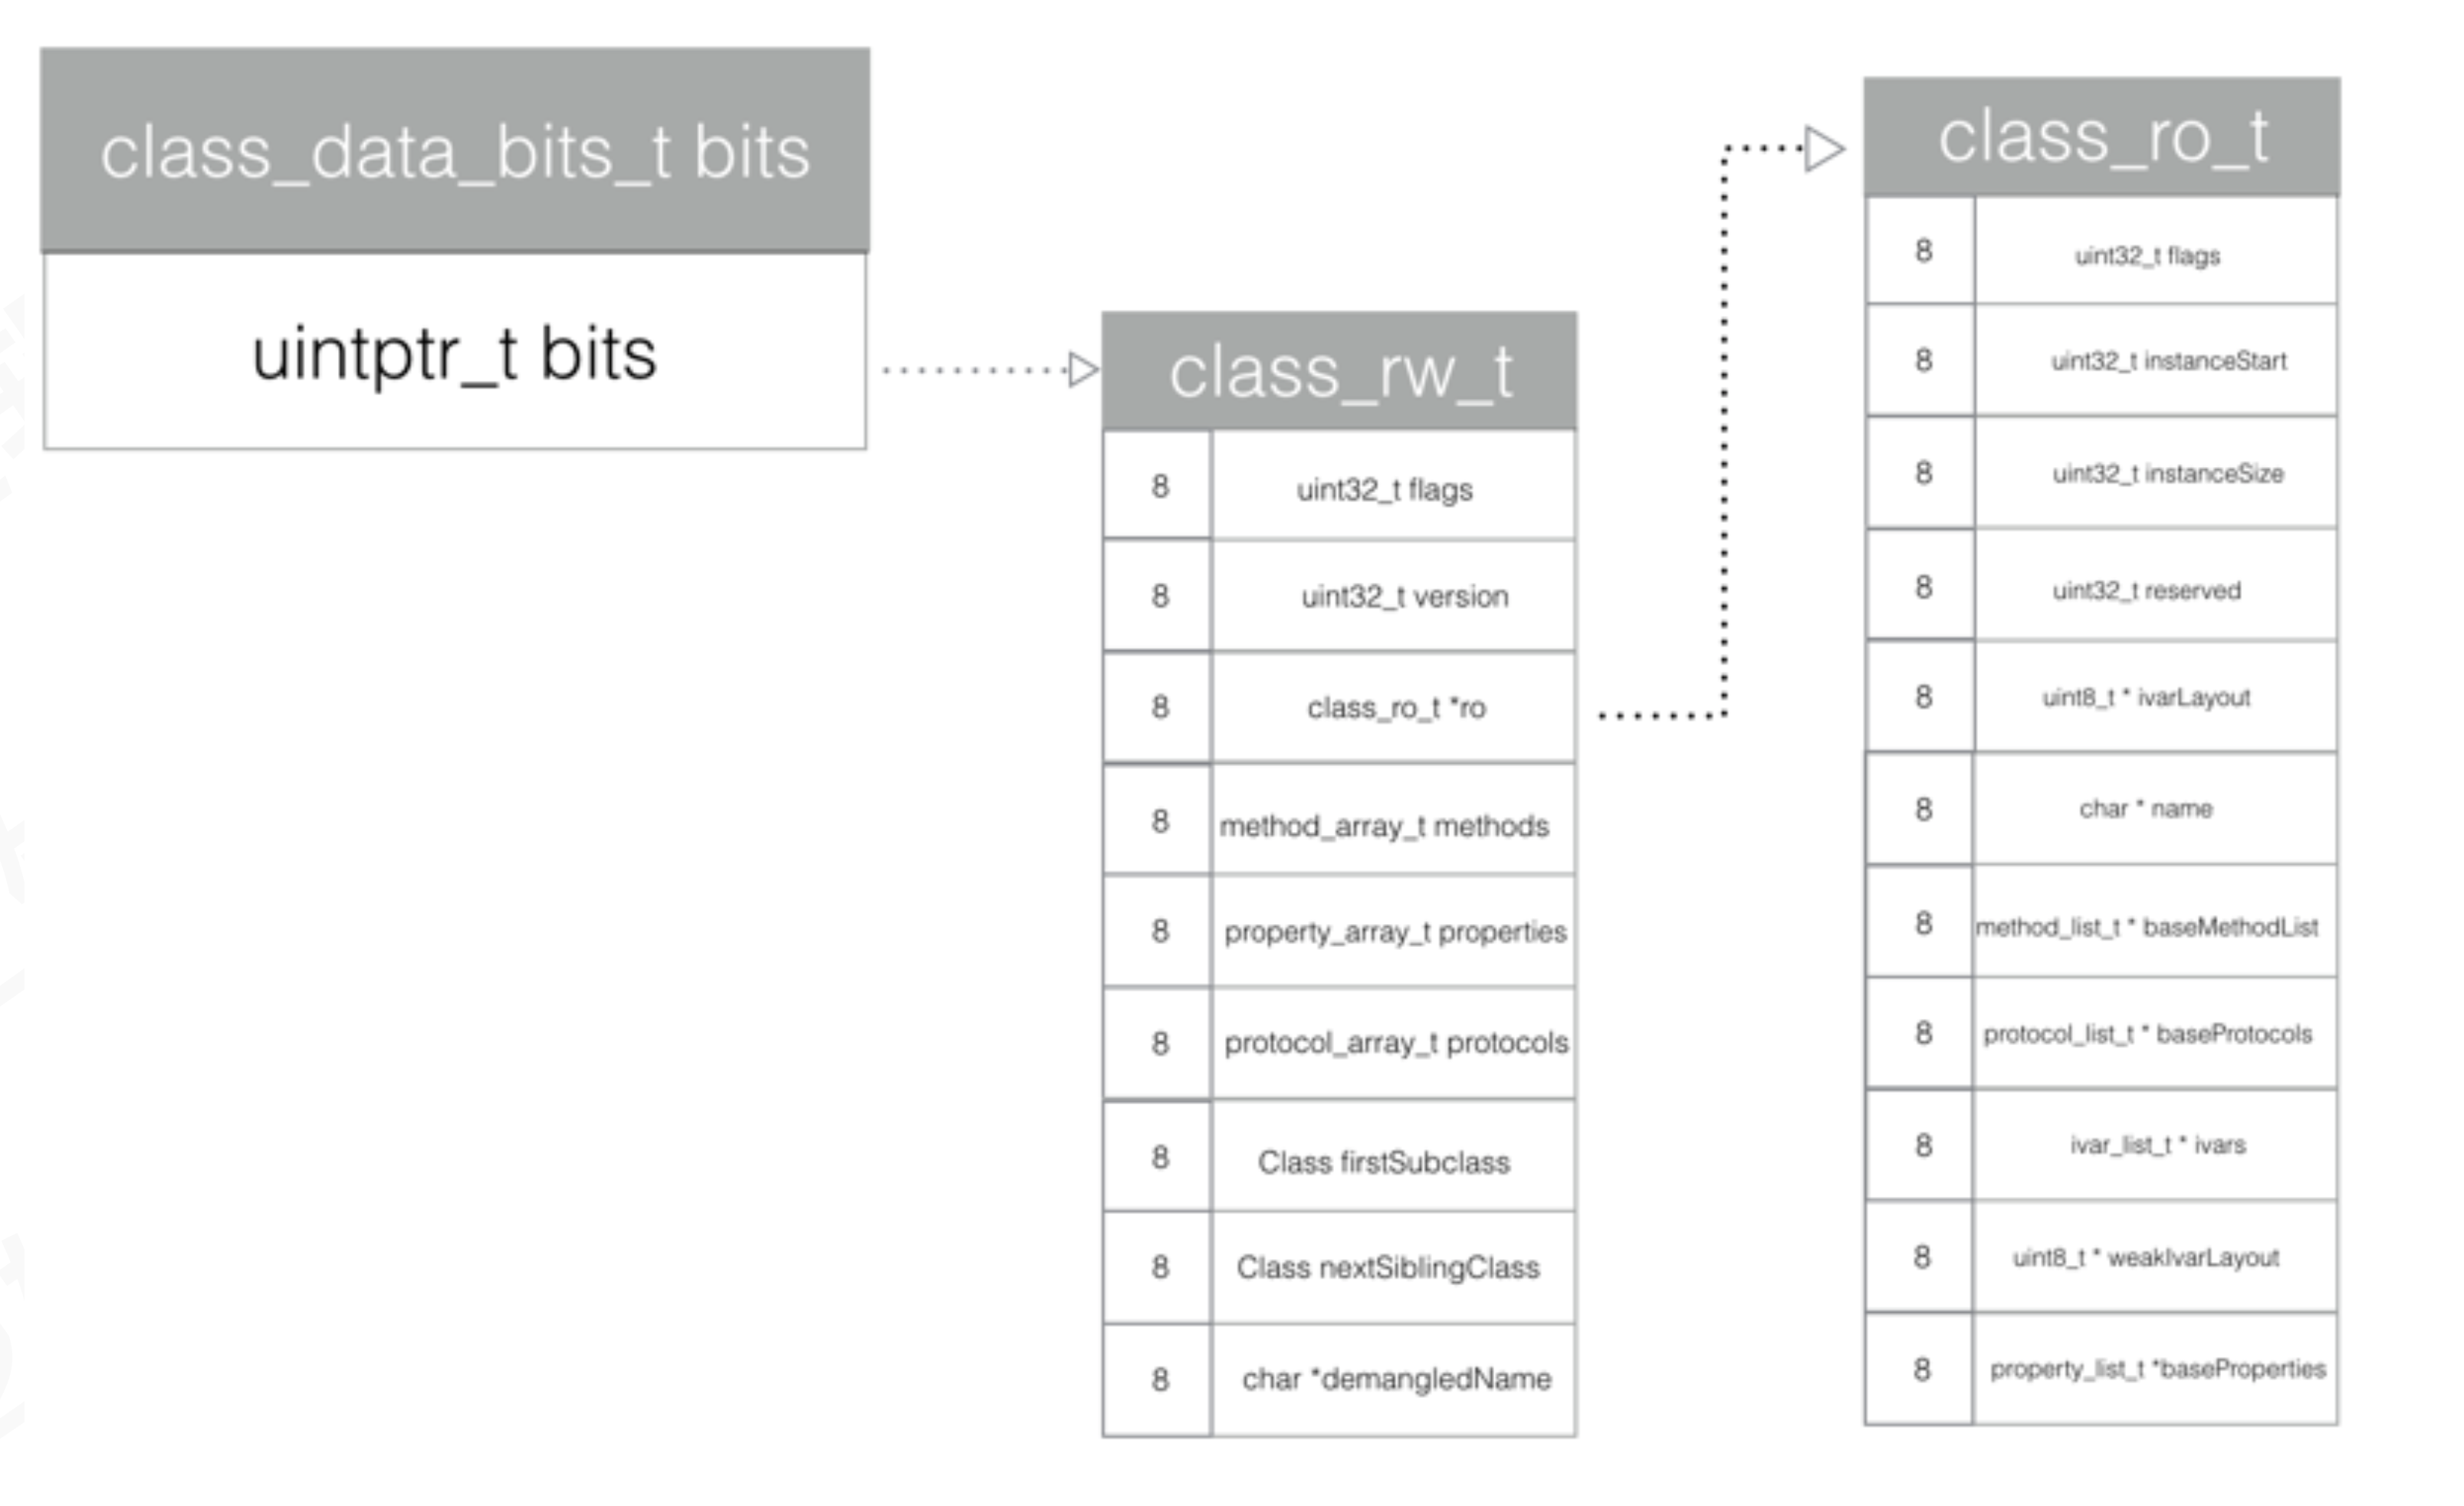 class_data_bits_t bits
uintptr_t bits
class_rw_t
8 uint32_t flags
8 uint32_t version
8 class_ro_t *ro
8 method_array_t methods
8 property_array_t properties
8 protocol_array_t protocols
8 Class firstSubclass
8 Class nextSiblingClass
8 char *demangledName
class_ro_t
8 uint32_t flags
8 uint32_t instanceStart
8 uint32_t instanceSize
8 uint32_t reserved
8 uint8_t * ivarLayout
8 char * name
8 method_list_t * baseMethodList
8 protocol_list_t * baseProtocols
8 ivar_list_t * ivars
8 uint8_t * weakIvarLayout
8 property_list_t *baseProperties